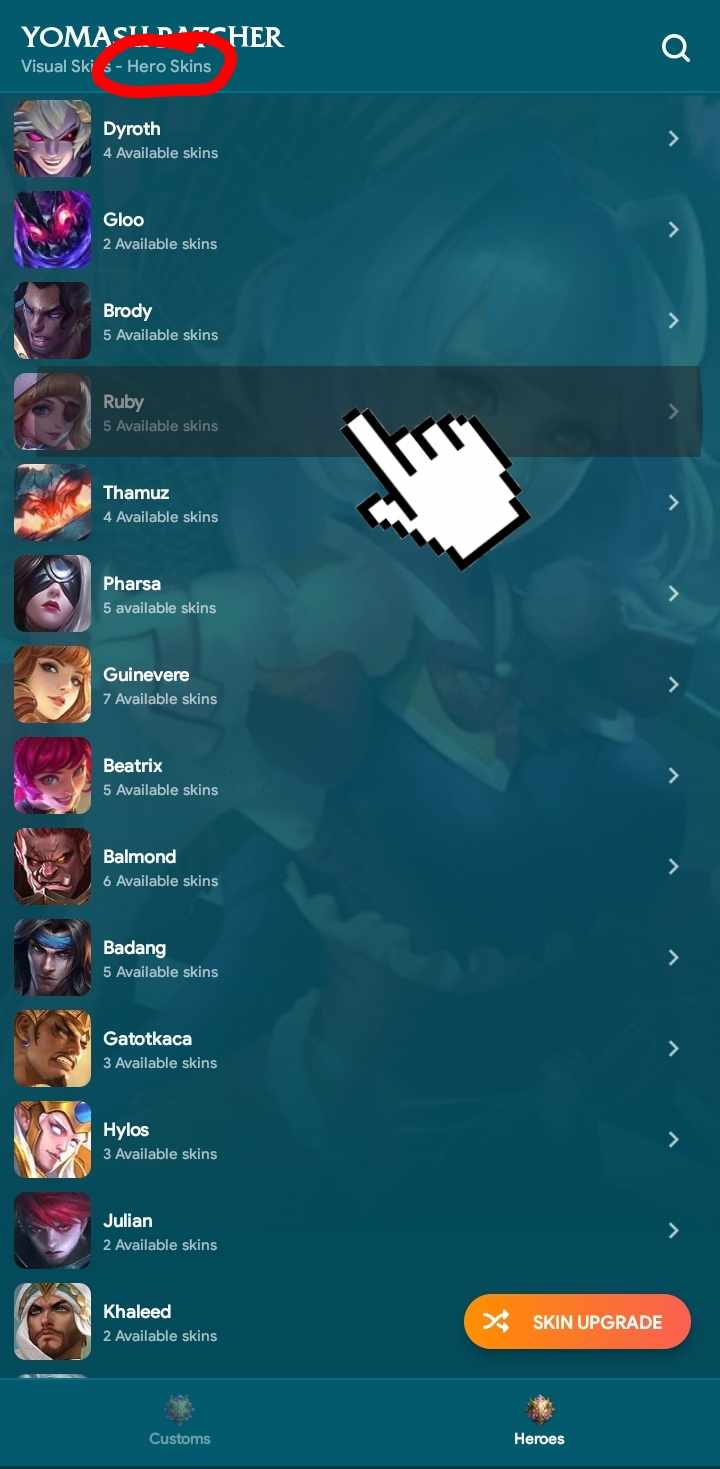 YOMASH PATCHER
Visual Skins - Hero Skins
Dyroth
4 Available skins
Gloo
2 Available skins
Brody
5 Available skins
Ruby
5 Available skins
Thamuz
4 Available skins
Pharsa
5 available skins
Guinevere
7 Available skins
Beatrix
5 Available skins
Balmond
6 Available skins
Badang
5 Available skins
Gatotkaca
3 Available skins
Hylos
3 Available skins
Julian
2 Available skins
Khaleed
2 Available skins
SKIN UPGRADE
Customs
Heroes